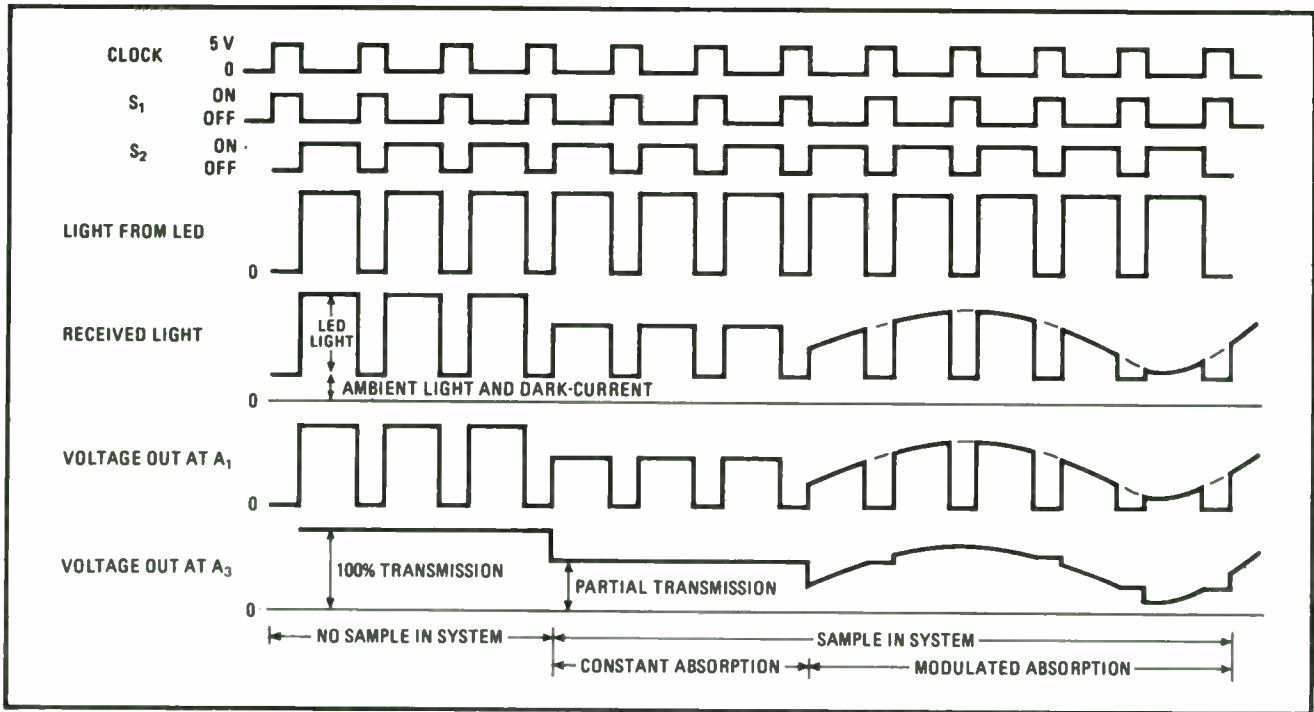 CLOCK
5 V
0
S₁
ON
OFF
S₂
ON
OFF
LIGHT FROM LED
0
RECEIVED LIGHT
LED
LIGHT
AMBIENT LIGHT AND DARK-CURRENT
0
VOLTAGE OUT AT A₁
0
VOLTAGE OUT AT A₃
100% TRANSMISSION
PARTIAL TRANSMISSION
0
NO SAMPLE IN SYSTEM
SAMPLE IN SYSTEM
CONSTANT ABSORPTION
MODULATED ABSORPTION